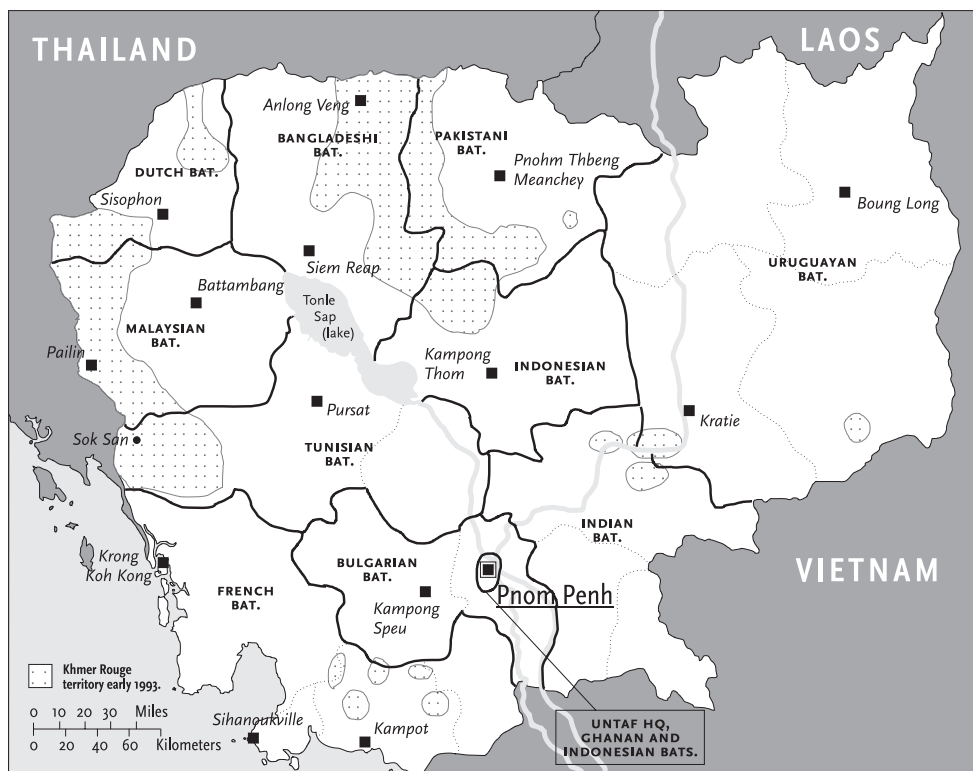 THAILAND
LAOS
Anlong Veng
BANGLADESHI
BAT.
PAKISTANI
BAT.
Pnohm Thbeng
Meanchey
DUTCH BAT.
Sisophon
Boung Long
Siem Reap
URUGUAYAN
BAT.
Battambang
Tonle
Sap
(lake)
MALAYSIAN
BAT.
Pailin
Kampong
Thom
INDONESIAN
BAT.
Pursat
Kratie
Sok San
TUNISIAN
BAT.
INDIAN
BAT.
Krong
Koh Kong
BULGARIAN
BAT.
VIETNAM
FRENCH
BAT.
Pnom Penh
Kampong
Speu
Khmer Rouge
territory early 1993.
0 10 20 30 Miles
0 20 40 60 Kilometers
Sihanoukville
Kampot
UNTAF HQ,
GHANAN AND
INDONESIAN BATS.